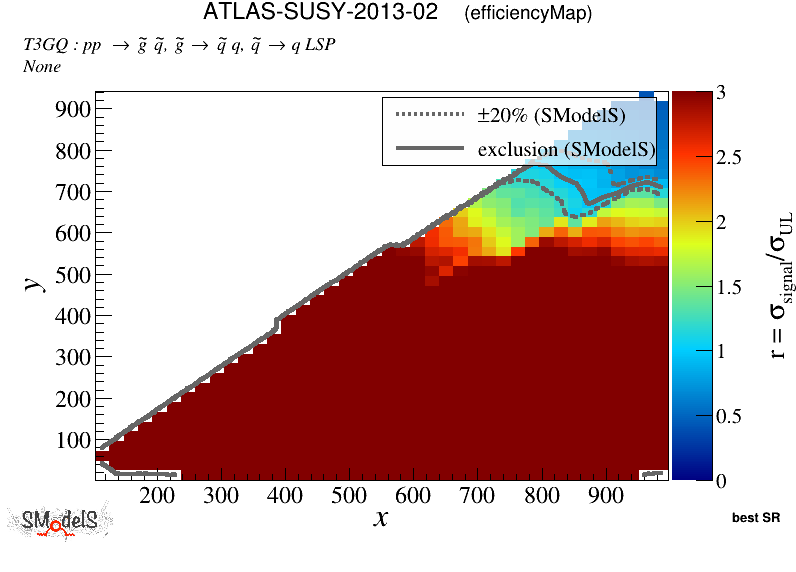 ATLAS-SUSY-2013-02 (efficiencyMap)
T3GQ : pp → g̃ q̃, g̃ → q̃ q, q̃ → q LSP
None
±20% (SModelS)
exclusion (SModelS)
900
800
700
600
500
400
300
200
100
y
200 300 400 500 600 700 800 900
x
3
2.5
2
1.5
1
0.5
0
r = σ_signal/σ_UL
SModelS
best SR